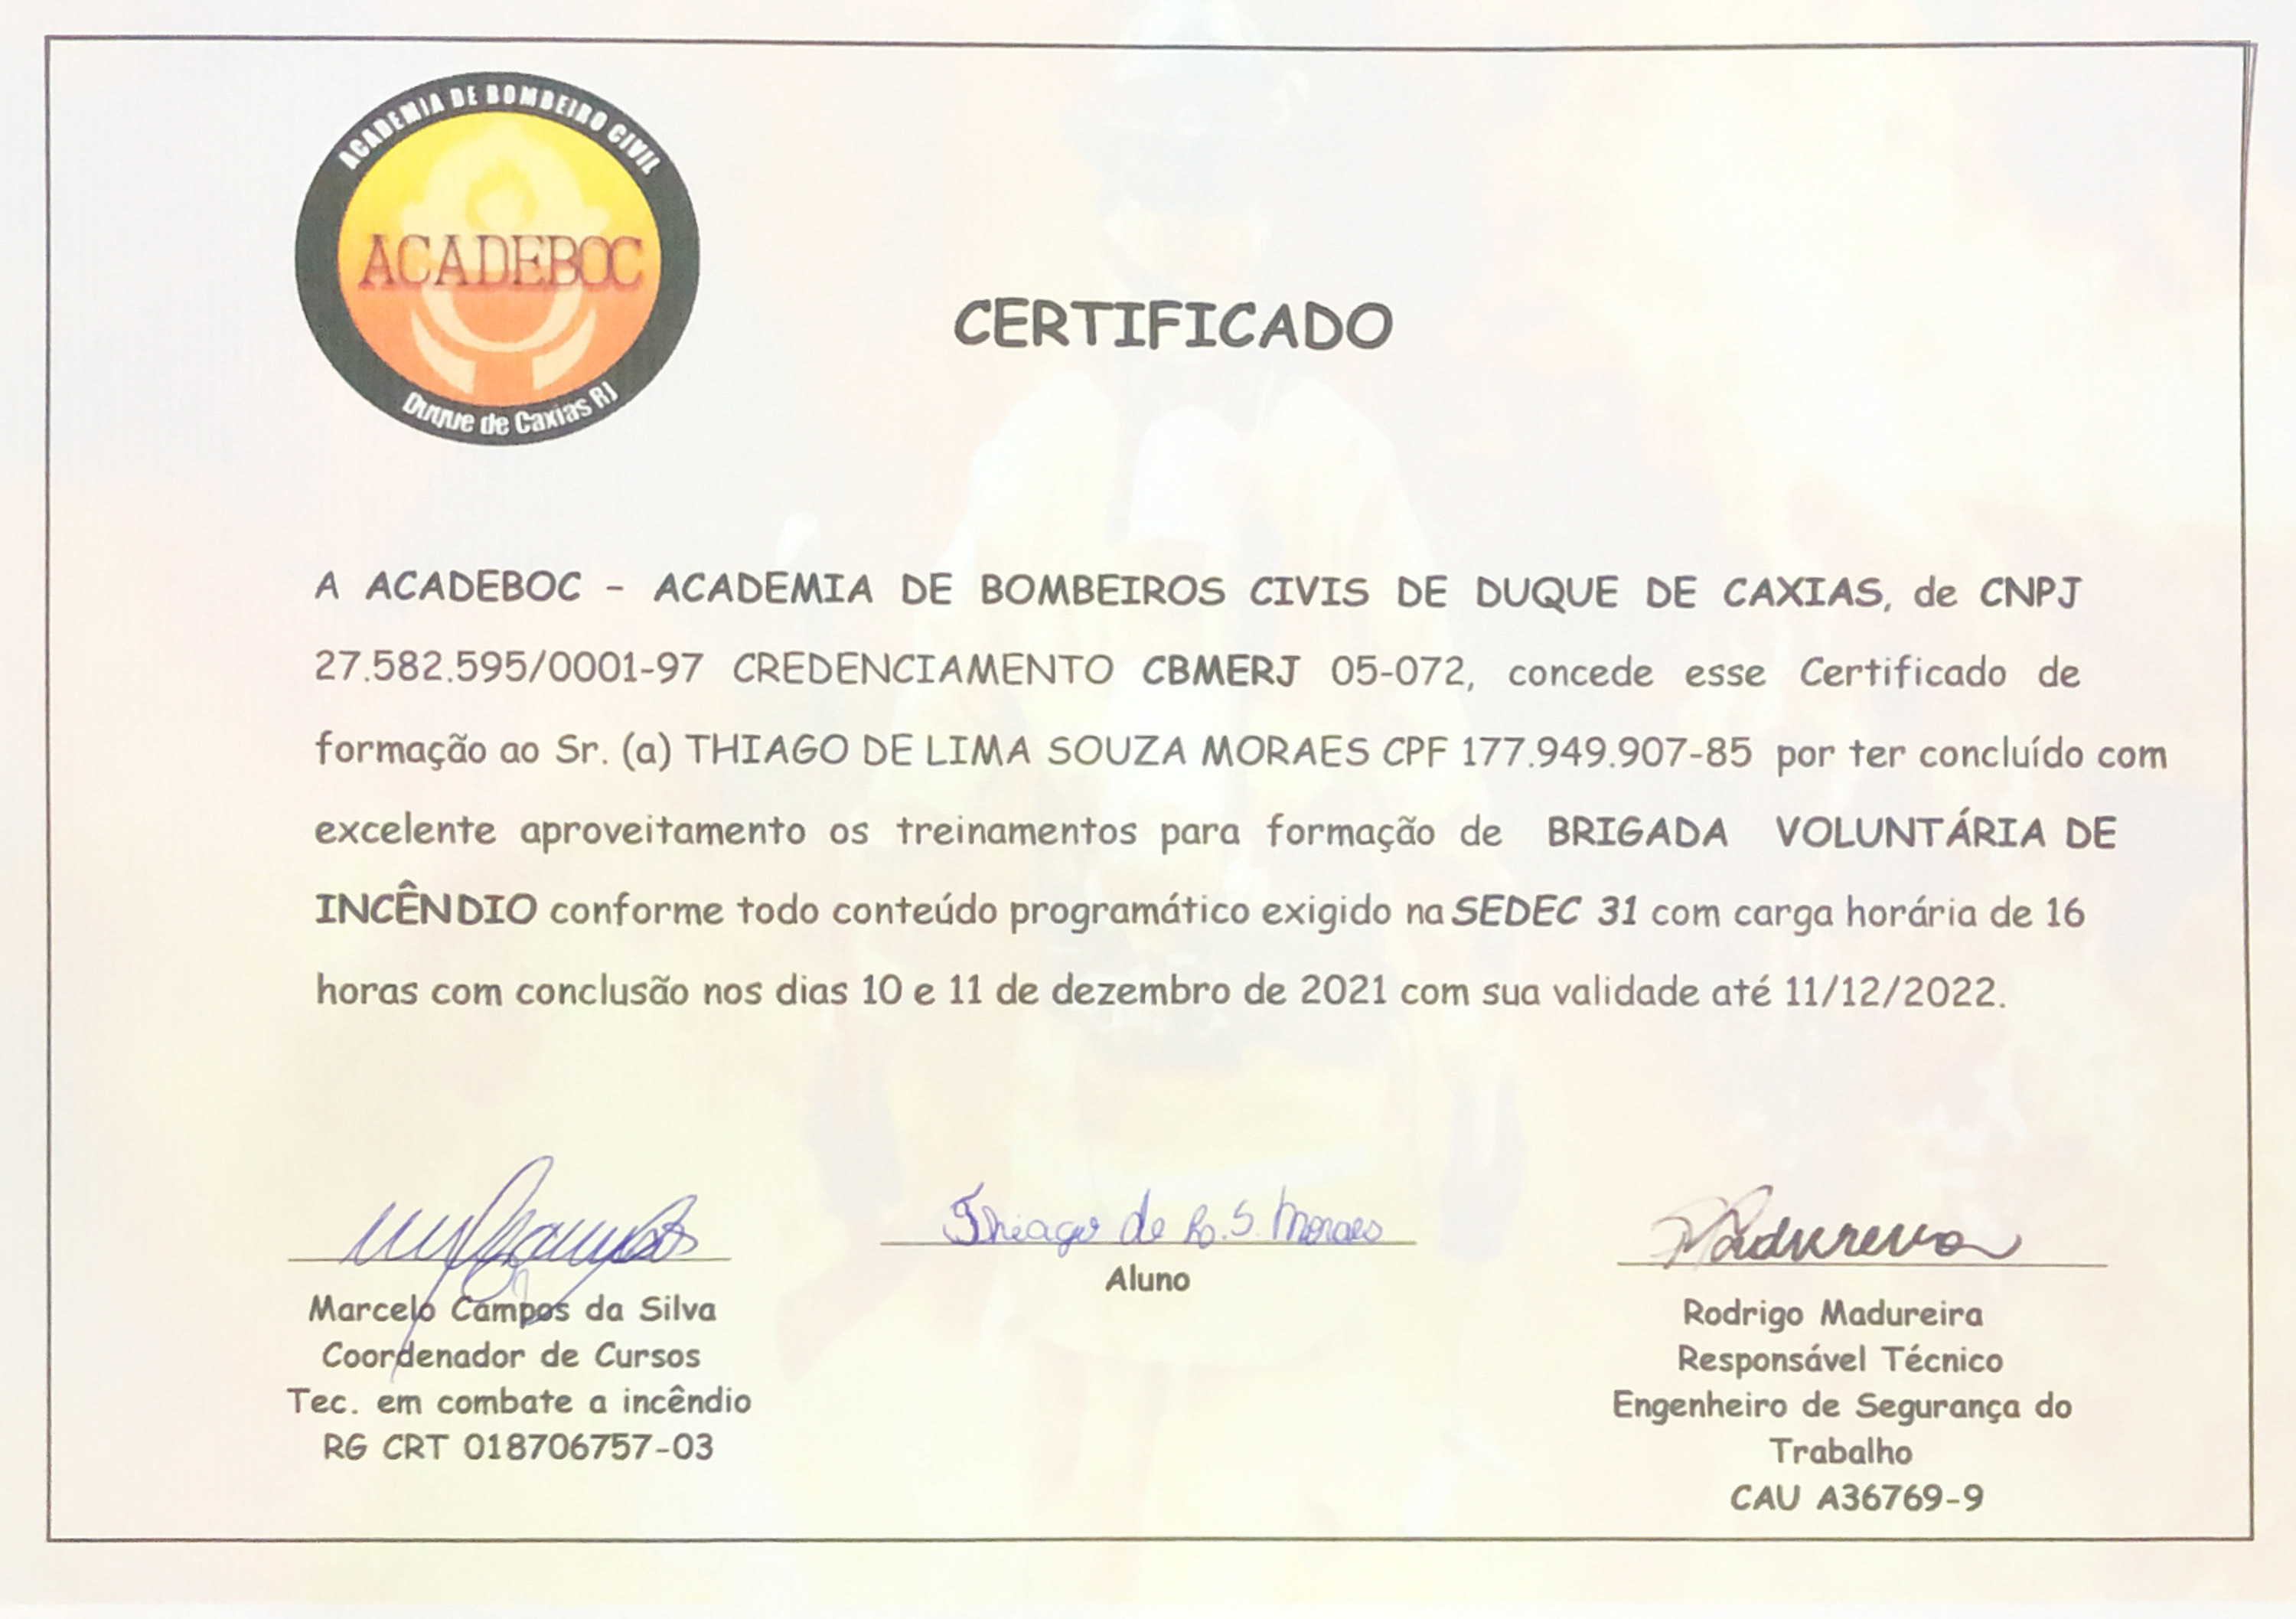 ACADEMIA DE BOMBEIRO CIVIL
ACADEBOC
Duque de Caxias RJ
CERTIFICADO
A ACADEBOC - ACADEMIA DE BOMBEIROS CIVIS DE DUQUE DE CAXIAS, de CNPJ
27.582.595/0001-97 CREDENCIAMENTO CBMERJ 05-072, concede esse Certificado de
formação ao Sr. (a) THIAGO DE LIMA SOUZA MORAES CPF 177.949.907-85 por ter concluído com
excelente aproveitamento os treinamentos para formação de BRIGADA VOLUNTÁRIA DE
INCÊNDIO conforme todo conteúdo programático exigido na SEDEC 31 com carga horária de 16
horas com conclusão nos dias 10 e 11 de dezembro de 2021 com sua validade até 11/12/2022.
Thiago de L. S. Moraes
Madureira
Marcelo Campos da Silva
Coordenador de Cursos
Tec. em combate a incêndio
RG CRT 018706757-03
Aluno
Rodrigo Madureira
Responsável Técnico
Engenheiro de Segurança do
Trabalho
CAU A36769-9